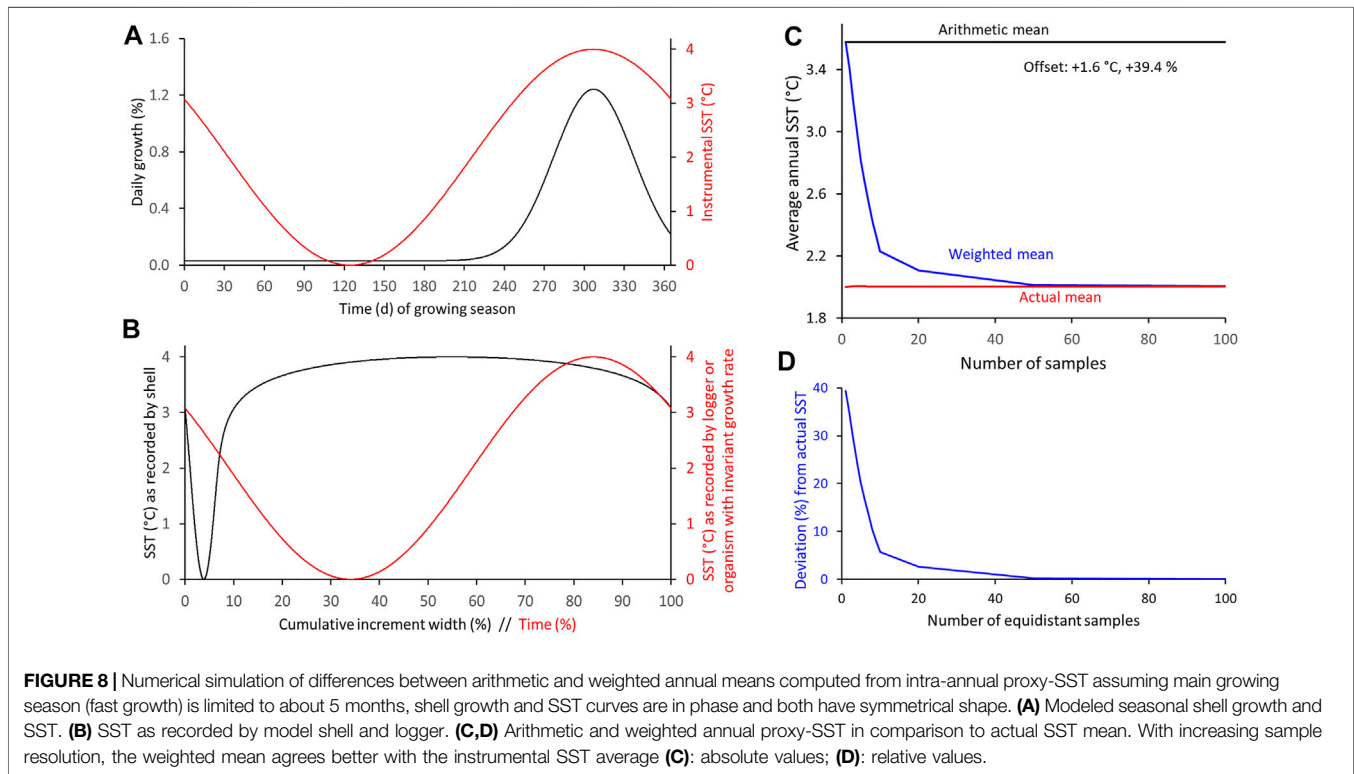 A
1.6
1.2
0.8
0.4
0.0
Daily growth (%)
4
3
2
1
0
Instrumental SST (°C)
0 30 60 90 120 150 180 210 240 270 300 330 360
Time (d) of growing season
B
4
3
2
1
0
SST (°C) as recorded by shell
4
3
2
1
0
SST (°C) as recorded by logger or
organism with invariant growth rate
0 10 20 30 40 50 60 70 80 90 100
Cumulative increment width (%) // Time (%)
C
Arithmetic mean
Offset: +1.6 °C, +39.4 %
3.4
3.0
2.6
2.2
1.8
Average annual SST (°C)
Weighted mean
Actual mean
0 20 40 60 80 100
Number of samples
D
40
30
20
10
0
Deviation (%) from actual SST
0 20 40 60 80 100
Number of equidistant samples
FIGURE 8 | Numerical simulation of differences between arithmetic and weighted annual means computed from intra-annual proxy-SST assuming main growing
season (fast growth) is limited to about 5 months, shell growth and SST curves are in phase and both have symmetrical shape. (A) Modeled seasonal shell growth and
SST. (B) SST as recorded by model shell and logger. (C,D) Arithmetic and weighted annual proxy-SST in comparison to actual SST mean. With increasing sample
resolution, the weighted mean agrees better with the instrumental SST average (C): absolute values; (D): relative values.